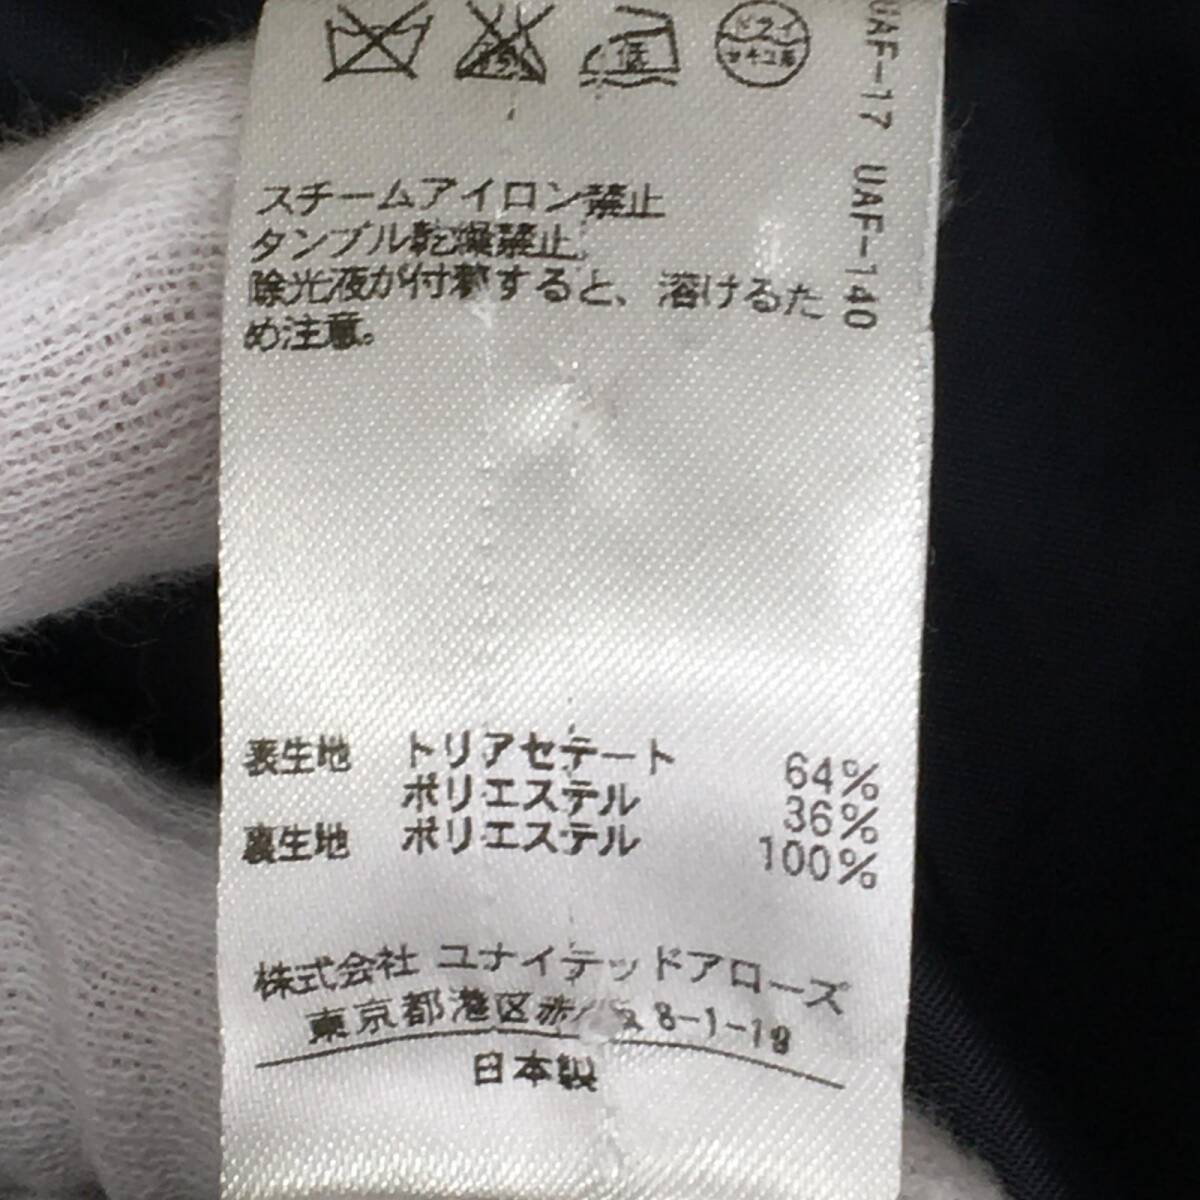 低
ドライ
セキユ系
スチームアイロン禁止
タンブル乾燥禁止
除光液が付着すると、溶けるた
め注意。
UAF-17 UAF-140
表生地 トリアセテート 64%
ポリエステル 36%
裏生地 ポリエステル 100%
株式会社 ユナイテッドアローズ
東京都港区赤 8-1-19
日本製